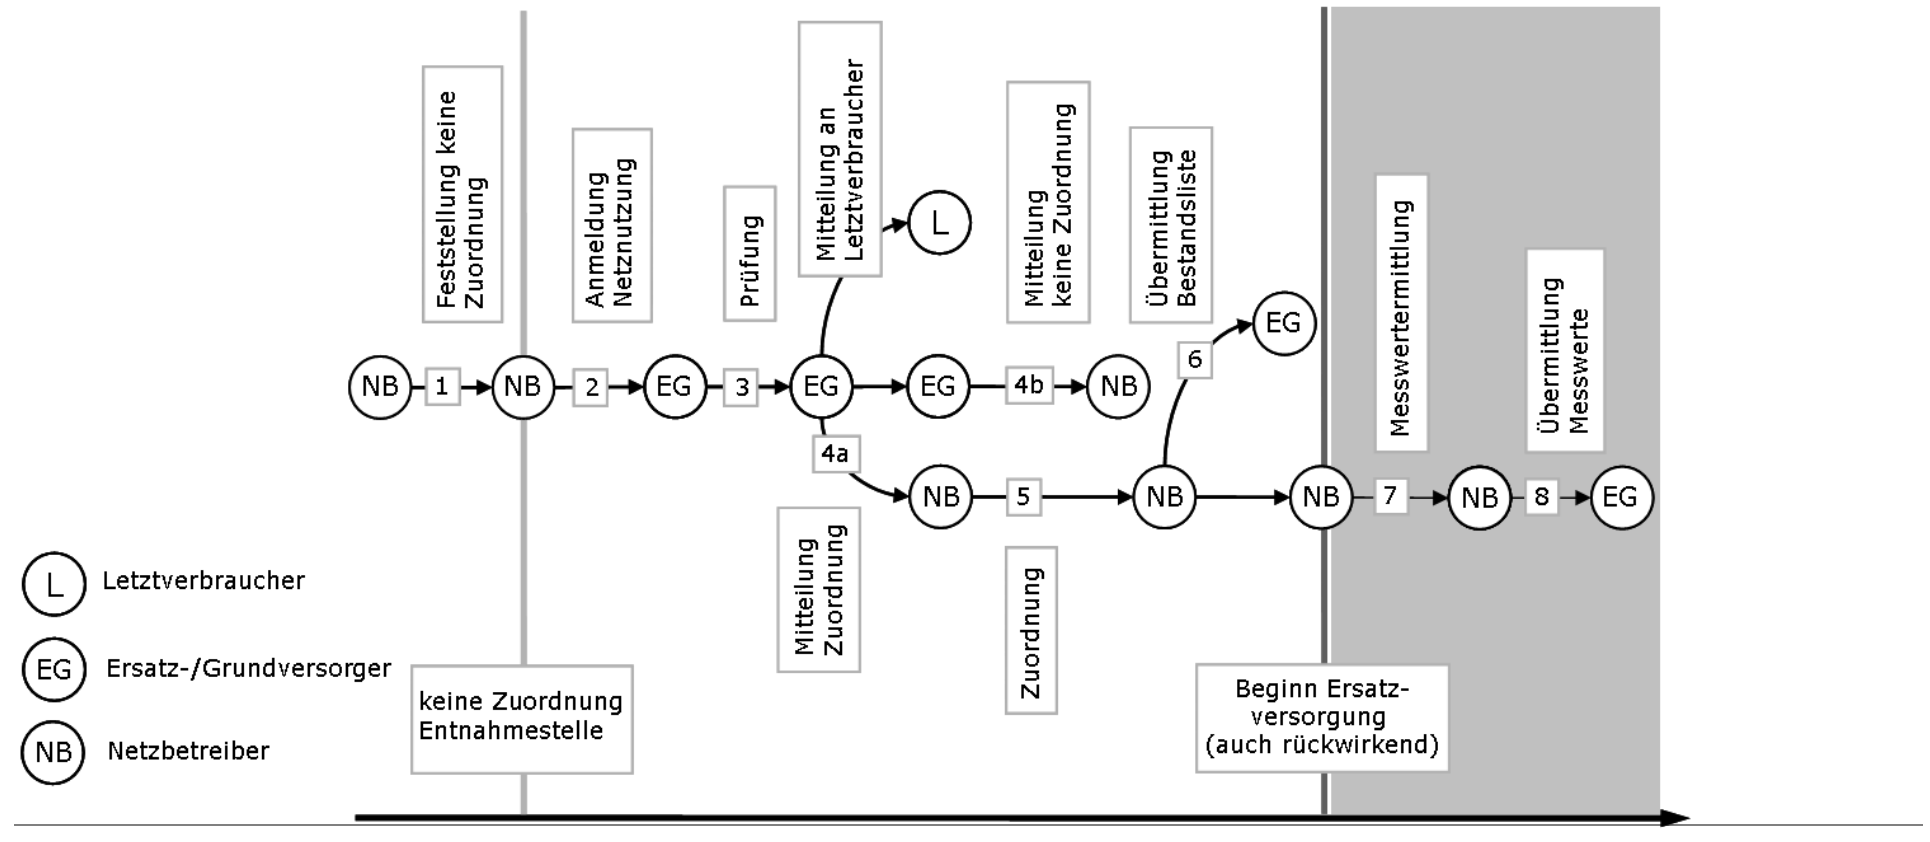 Feststellung keine
Zuordnung
Anmeldung
Netznutzung
Prüfung
Mitteilung an
Letztverbraucher
Mitteilung
keine Zuordnung
Übermittlung
Bestandsliste
Messwertermittlung
Übermittlung
Messwerte
L
EG
6
NB
1
NB
2
EG
3
EG
EG
4b
NB
4a
NB
5
NB
NB
7
NB
8
EG
Mitteilung
Zuordnung
Zuordnung
L
Letztverbraucher
EG
Ersatz-/Grundversorger
NB
Netzbetreiber
keine Zuordnung
Entnahmestelle
Beginn Ersatz-
versorgung
(auch rückwirkend)